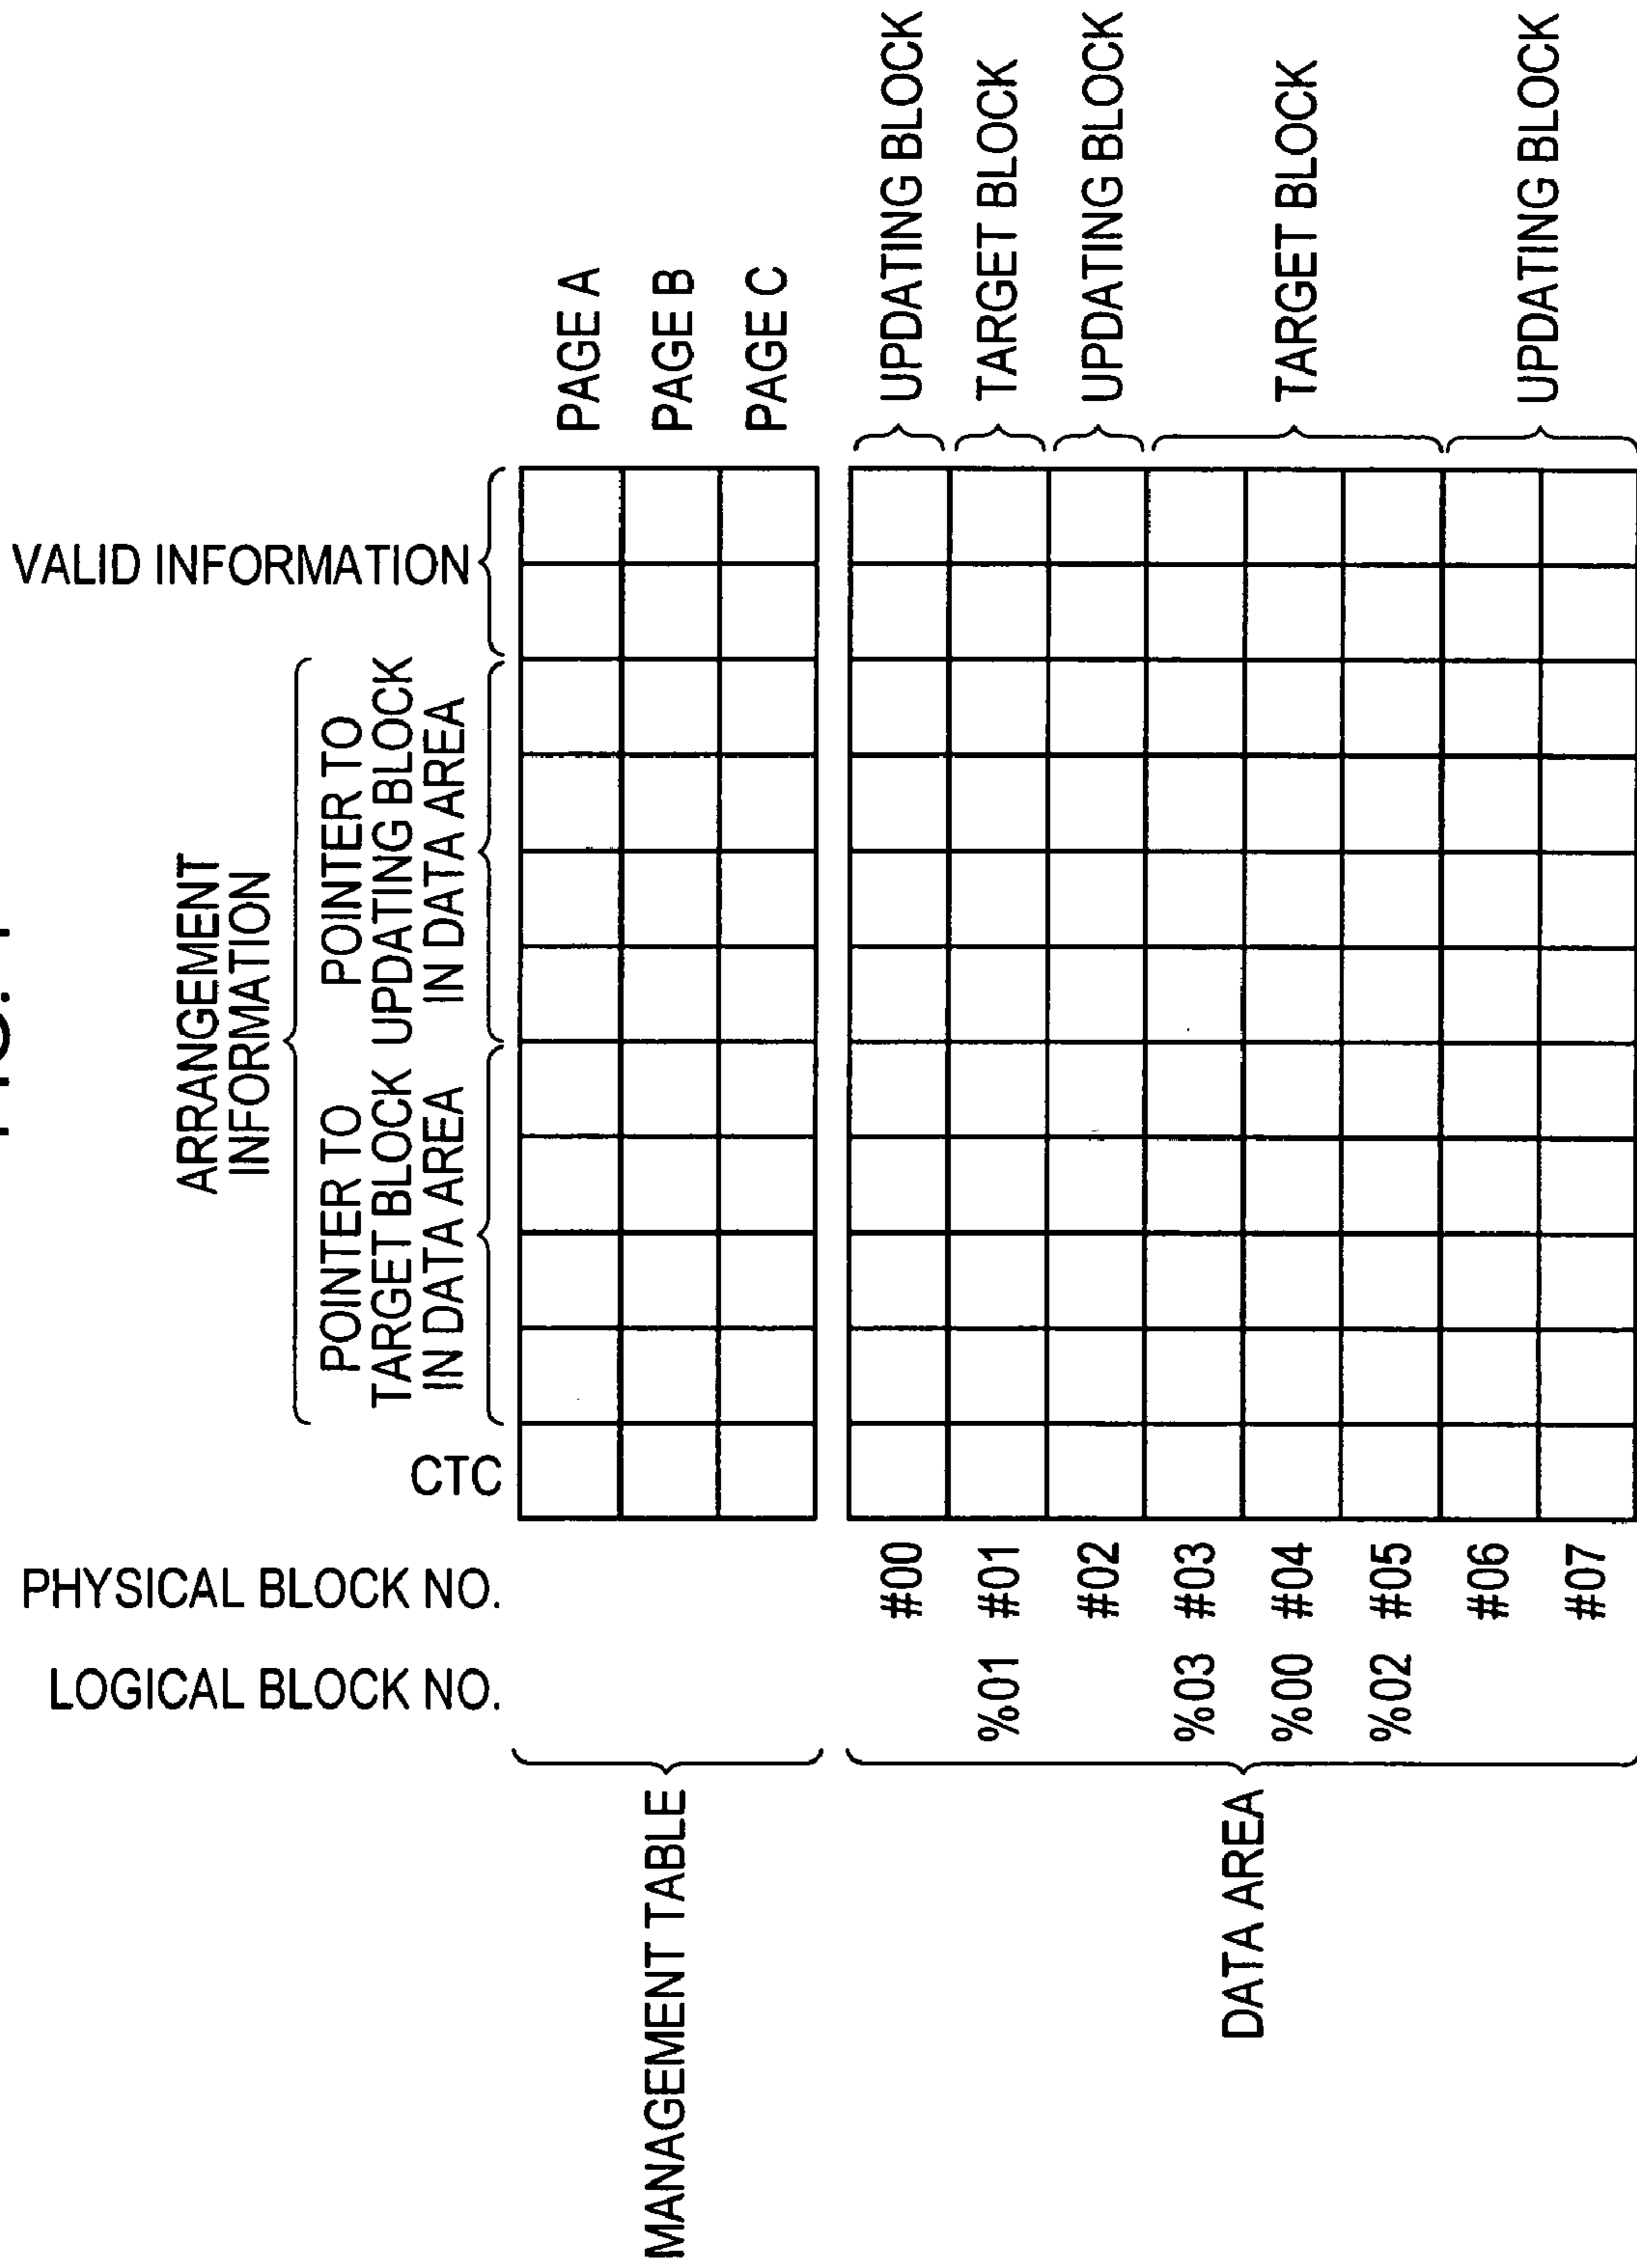 ARRANGEMENT
INFORMATION
POINTER TO
TARGET BLOCK
IN DATA AREA
POINTER TO
UPDATING BLOCK
IN DATA AREA
LOGICAL BLOCK NO.
PHYSICAL BLOCK NO.
CTC
VALID INFORMATION
MANAGEMENT TABLE
PAGE A
PAGE B
PAGE C
DATA AREA
#00 UPDATING BLOCK
%01 #01 TARGET BLOCK
#02 UPDATING BLOCK
%03 #03
%00 #04 TARGET BLOCK
%02 #05
#06
UPDATING BLOCK
#07